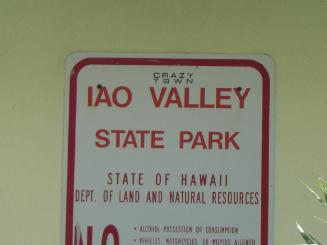 CRAZY
TOWN
IAO VALLEY
STATE PARK
STATE OF HAWAII
DEPT. OF LAND AND NATURAL RESOURCES
NO
• ALCOHOL POSSESSION OR CONSUMPTION
• VEHICLES, MOTORCYCLES, OR MOPEDS ALLOWED